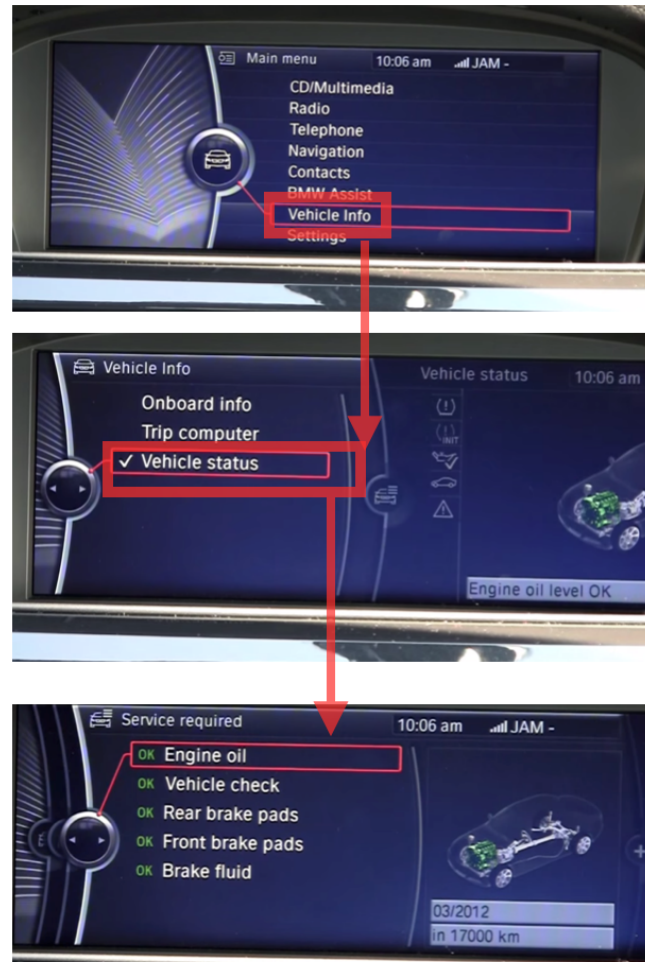 Main menu 10:06 am JAM -
CD/Multimedia
Radio
Telephone
Navigation
Contacts
BMW Assist
Vehicle Info
Settings
Vehicle Info
Onboard info
Trip computer
Vehicle status
Vehicle status 10:06 am
INIT
Engine oil level OK
Service required 10:06 am JAM -
OK Engine oil
OK Vehicle check
OK Rear brake pads
OK Front brake pads
OK Brake fluid
03/2012
in 17000 km